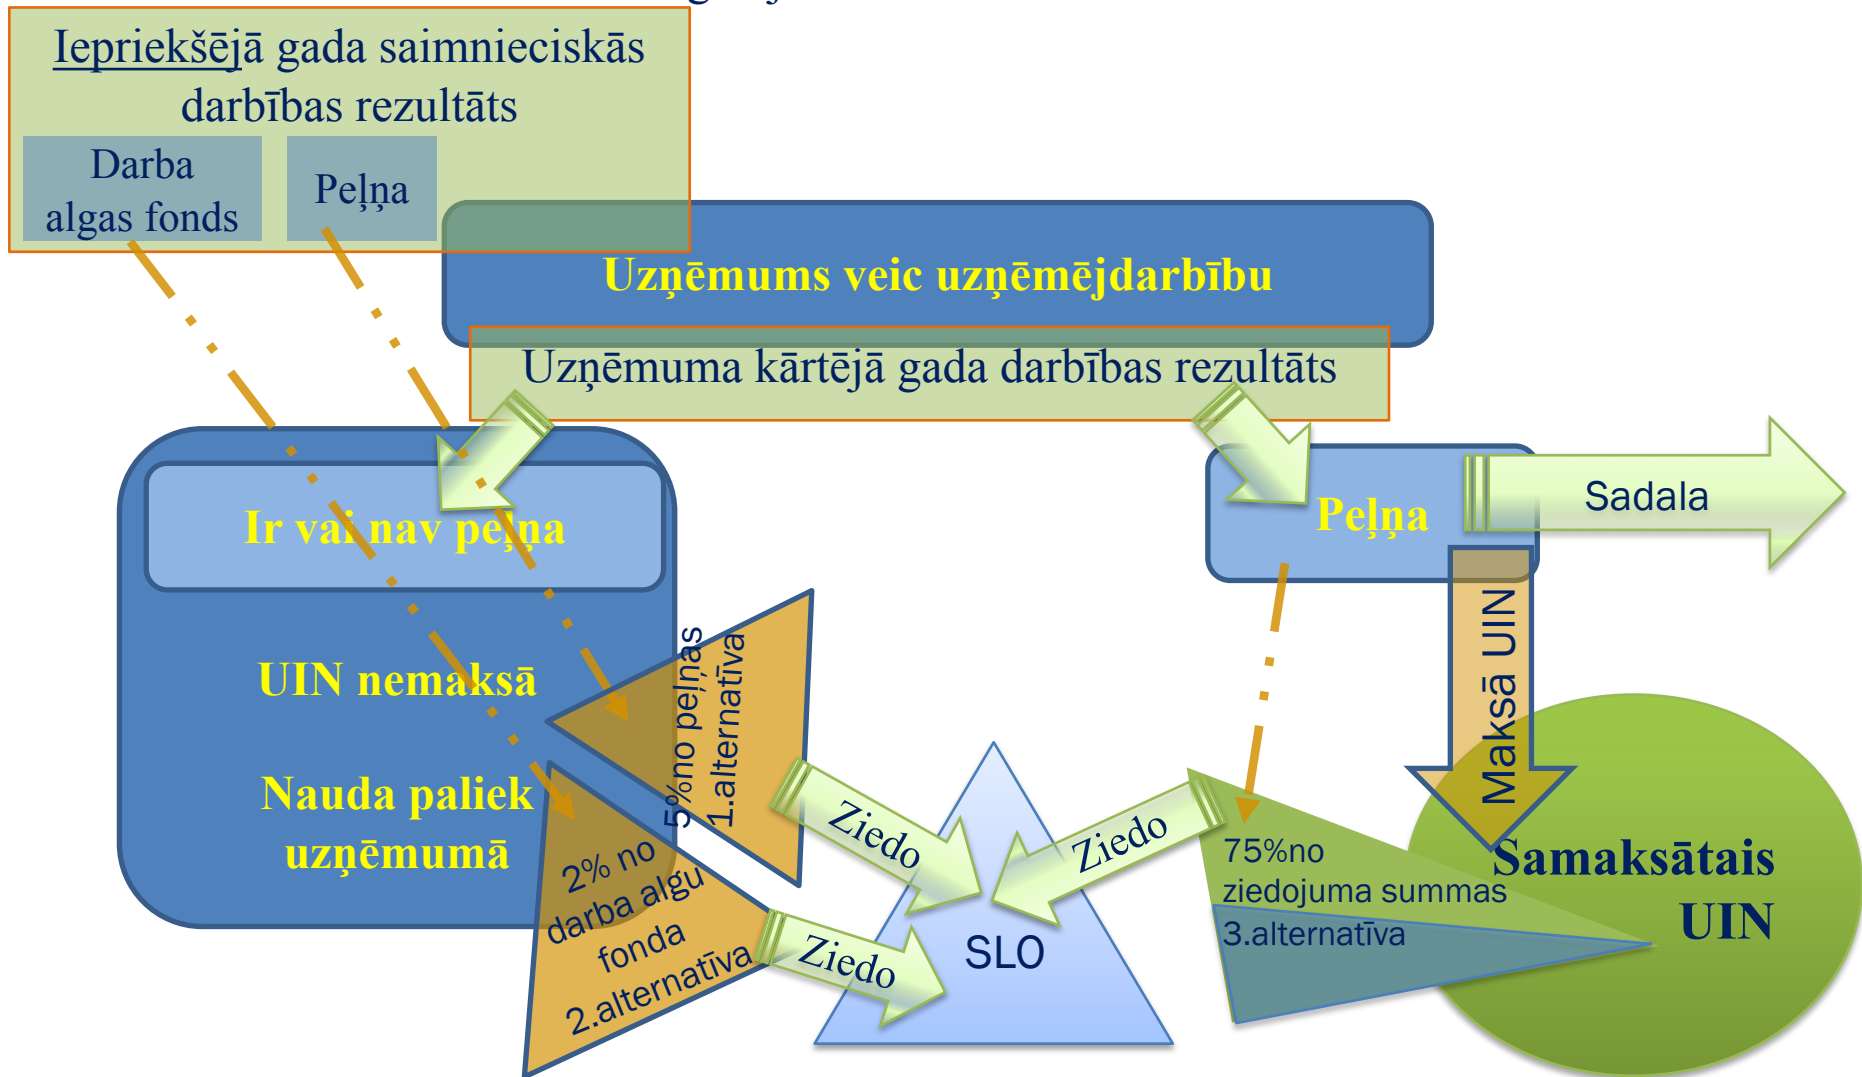 Iepriekšējā gada saimnieciskās
darbības rezultāts
Darba
algas fonds
Peļņa
Uzņēmums veic uzņēmējdarbību
Uzņēmuma kārtējā gada darbības rezultāts
Ir vai nav peļņa
UIN nemaksā
Nauda paliek
uzņēmumā
5%no peļņas
1.alternatīva
2% no
darba algu
fonda
2.alternatīva
Ziedo
Ziedo
SLO
Ziedo
Peļņa
Sadala
Maksā UIN
75%no
ziedojuma summas
3.alternatīva
Samaksātais
UIN